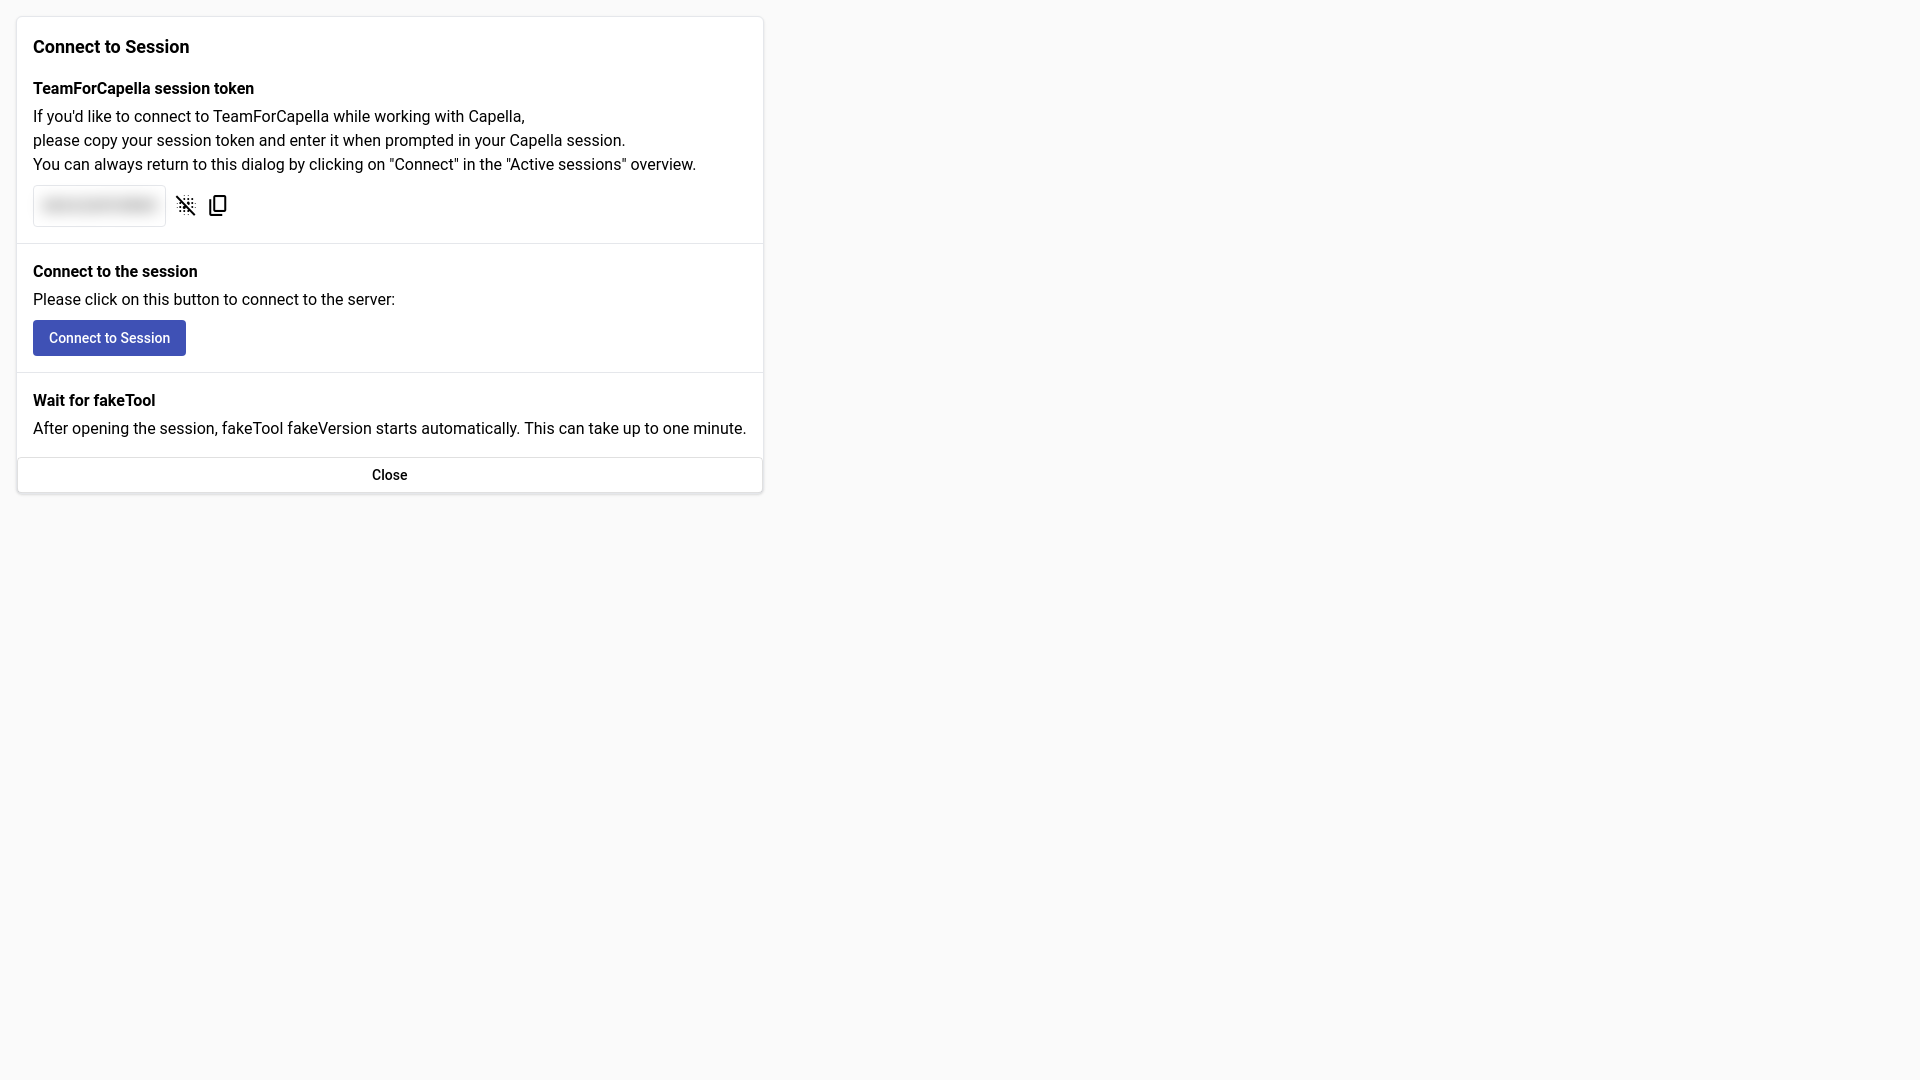 Connect to Session
TeamForCapella session token
If you'd like to connect to TeamForCapella while working with Capella,
please copy your session token and enter it when prompted in your Capella session.
You can always return to this dialog by clicking on "Connect" in the "Active sessions" overview.
Connect to the session
Please click on this button to connect to the server:
Connect to Session
Wait for fakeTool
After opening the session, fakeTool fakeVersion starts automatically. This can take up to one minute.
Close